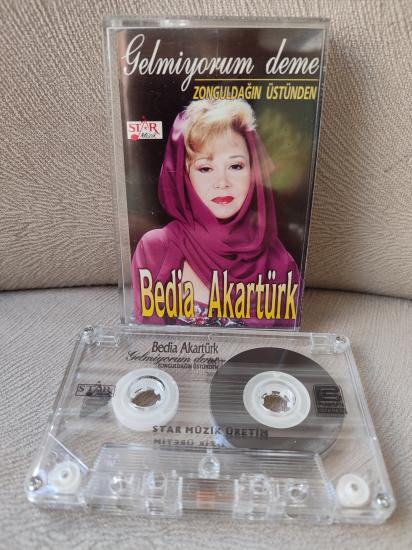 Gelmiyorum deme
ZONGULDAĞIN ÜSTÜNDEN
STAR
Müzik
Bedia Akartürk
Bedia Akartürk
Gelmiyorum deme
ZONGULDAĞIN ÜSTÜNDEN
STAR
STAR MÜZİK ÜRETİM